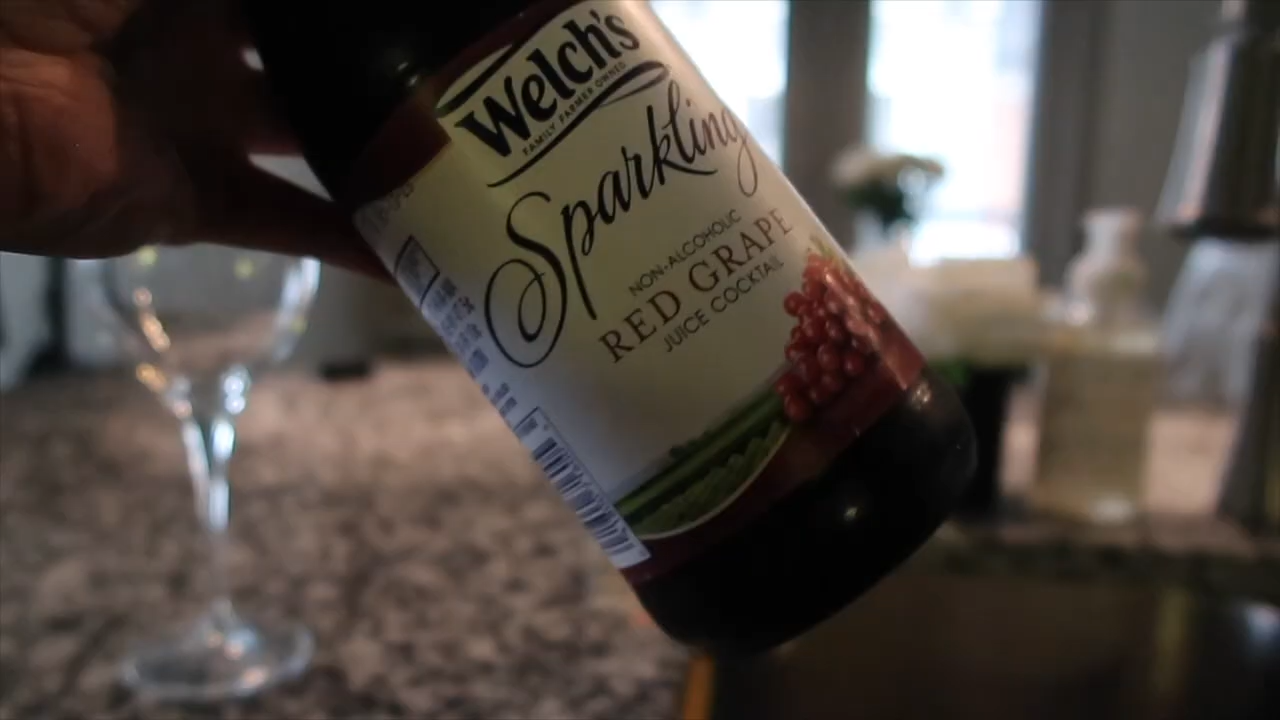 Welch's
FAMILY FARMER OWNED
Sparkling
NON-ALCOHOLIC
RED GRAPE
JUICE COCKTAIL